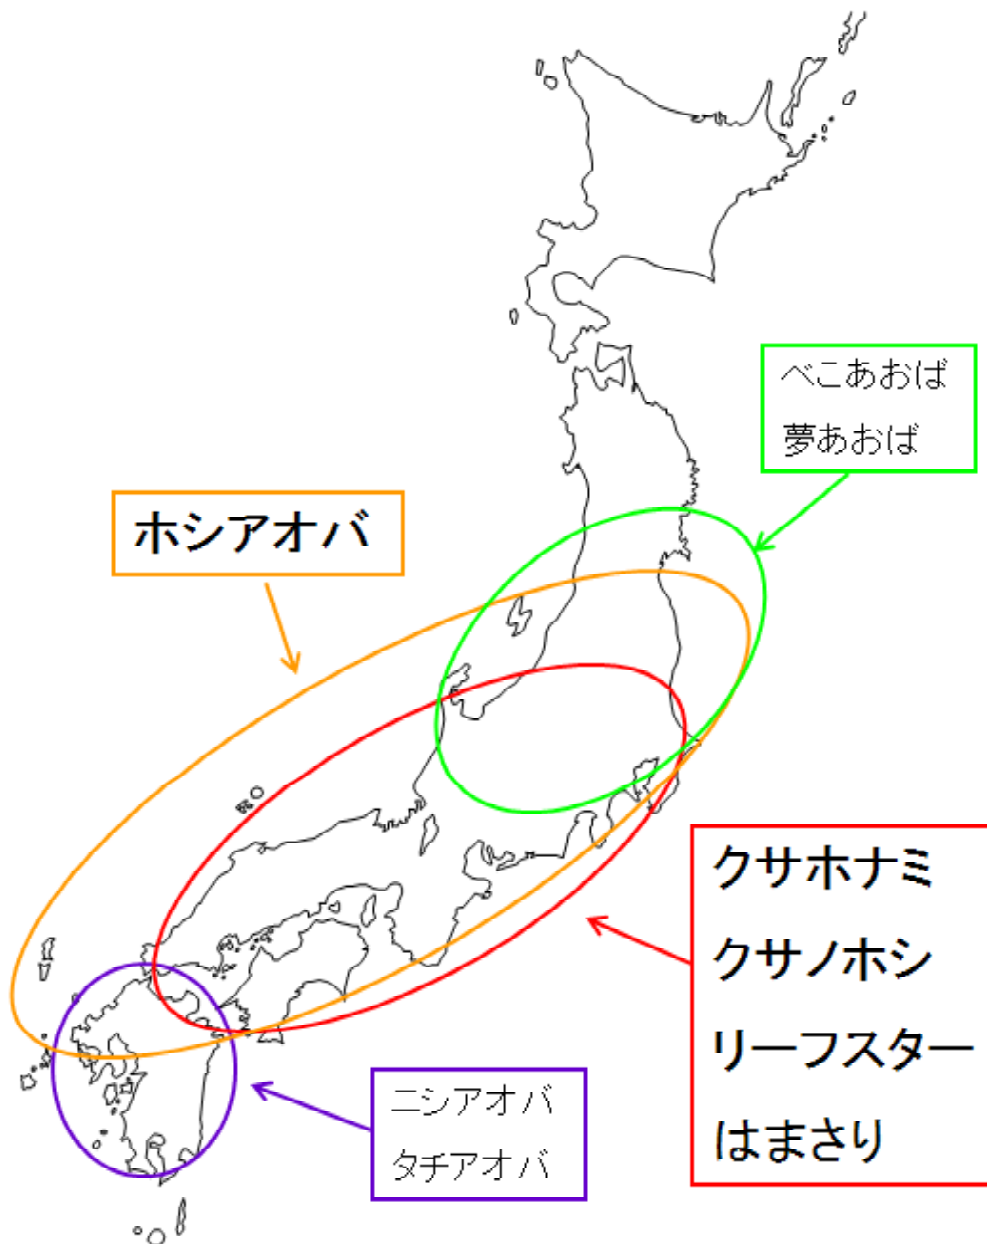 べこあおば
夢あおば
ホシアオバ
クサホナミ
クサノホシ
リーフスター
はまさり
ニシアオバ
タチアオバ